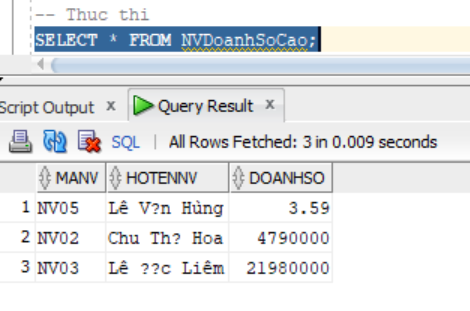 -- Thuc thi
SELECT * FROM NVDoanhSoCao;
Script Output x Query Result x
SQL | All Rows Fetched: 3 in 0.009 seconds
MANV HOTENNV DOANHSO
1 NV05 Lê V?n Hùng 3.59
2 NV02 Chu Th? Hoa 4790000
3 NV03 Lê ??c Liêm 21980000